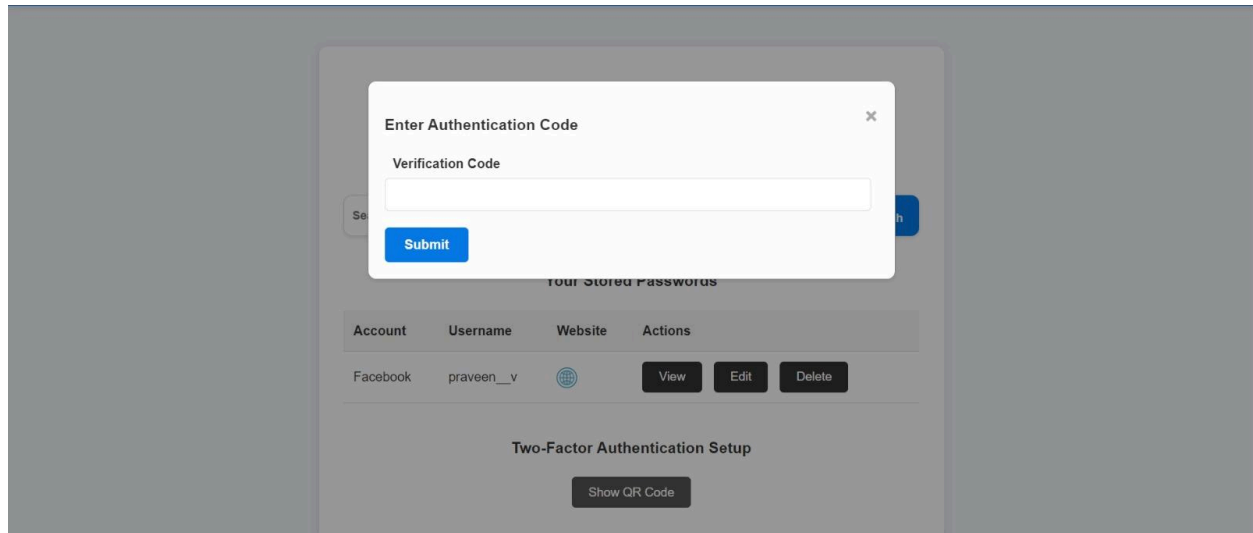 Enter Authentication Code ×
Verification Code
Submit
Your Stored Passwords
Account Username Website Actions
Facebook praveen__v View Edit Delete
Two-Factor Authentication Setup
Show QR Code